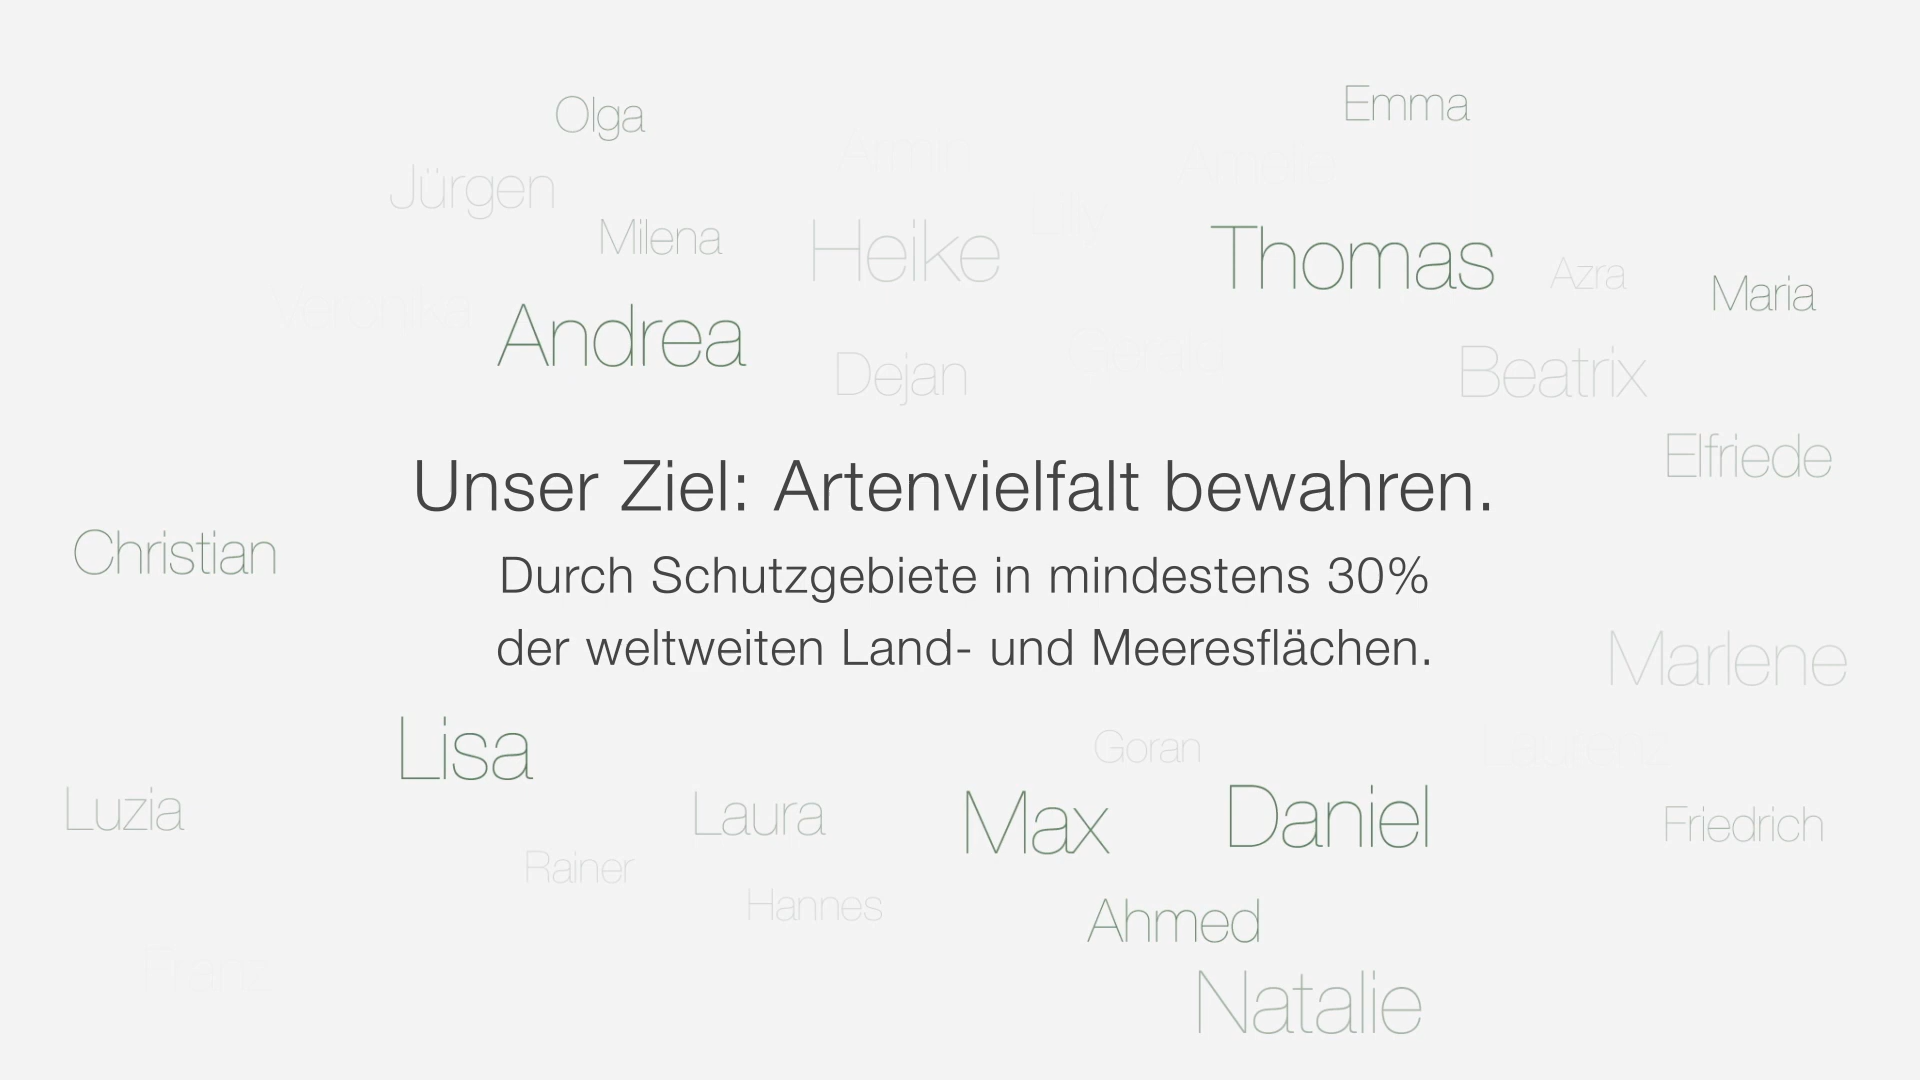 Emma
Olga
Jürgen
Milena
Heike
Lilly
Thomas
Azra
Maria
Veronika
Andrea
Dejan
Beatrix
Elfriede
Unser Ziel: Artenvielfalt bewahren.
Christian
Durch Schutzgebiete in mindestens 30%
der weltweiten Land- und Meeresflächen.
Marlene
Lisa
Goran
Luzia
Laura
Max
Daniel
Friedrich
Rainer
Hannes
Ahmed
Natalie